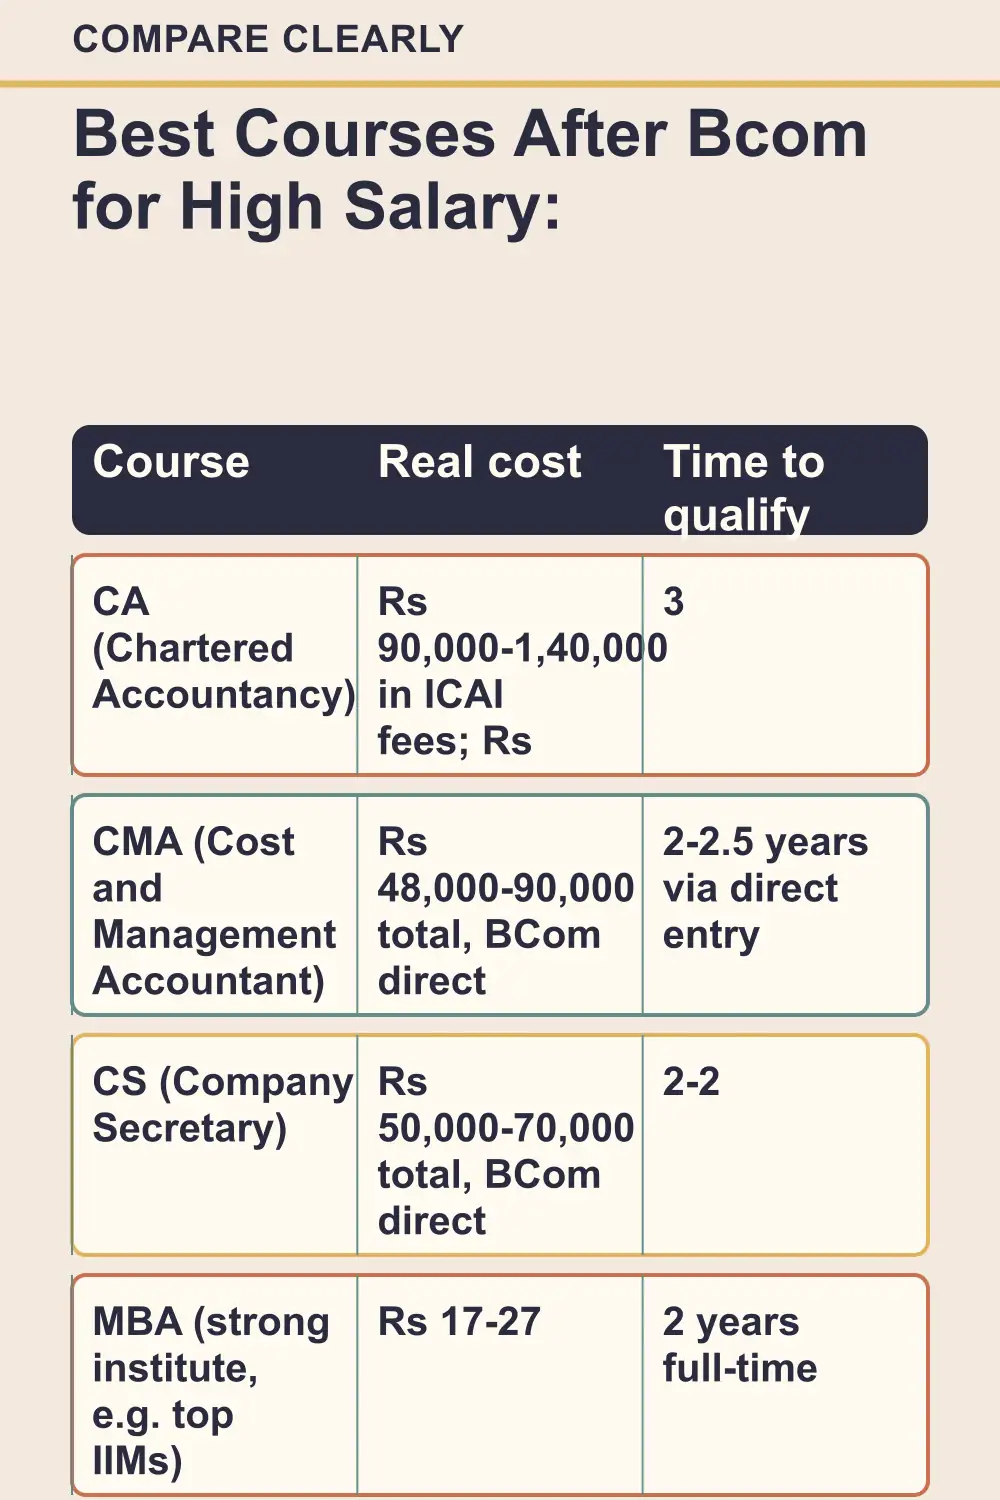 COMPARE CLEARLY
Best Courses After Bcom
for High Salary:
Course
Real cost
Time to
qualify
CA
(Chartered
Accountancy)
Rs
90,000-1,40,000
in ICAI
fees; Rs
3
CMA (Cost
and
Management
Accountant)
Rs
48,000-90,000
total, BCom
direct
2-2.5 years
via direct
entry
CS (Company
Secretary)
Rs
50,000-70,000
total, BCom
direct
2-2
MBA (strong
institute,
e.g. top
IIMs)
Rs 17-27
2 years
full-time